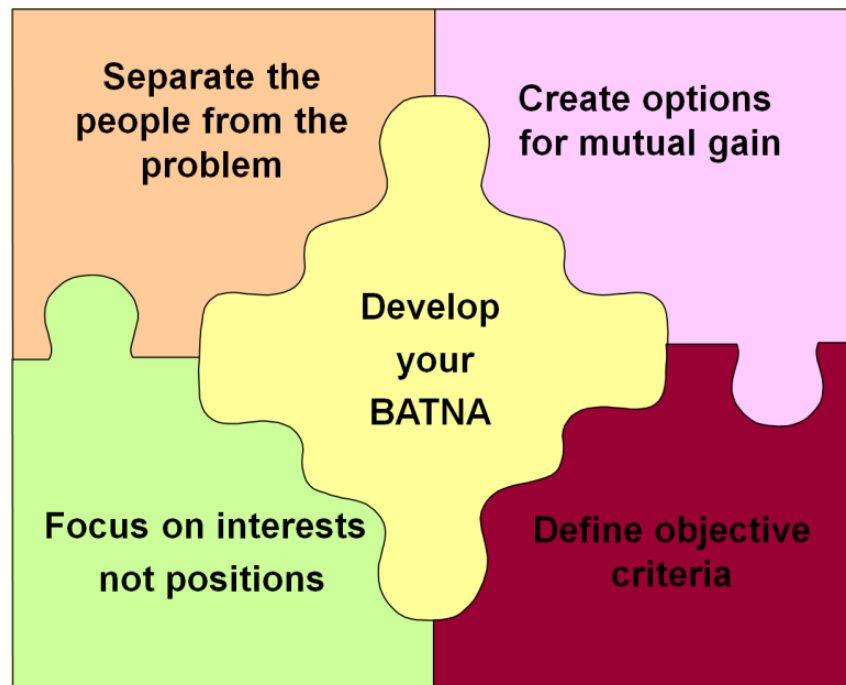 Separate the
people from the
problem
Create options
for mutual gain
Develop
your
BATNA
Focus on interests
not positions
Define objective
criteria